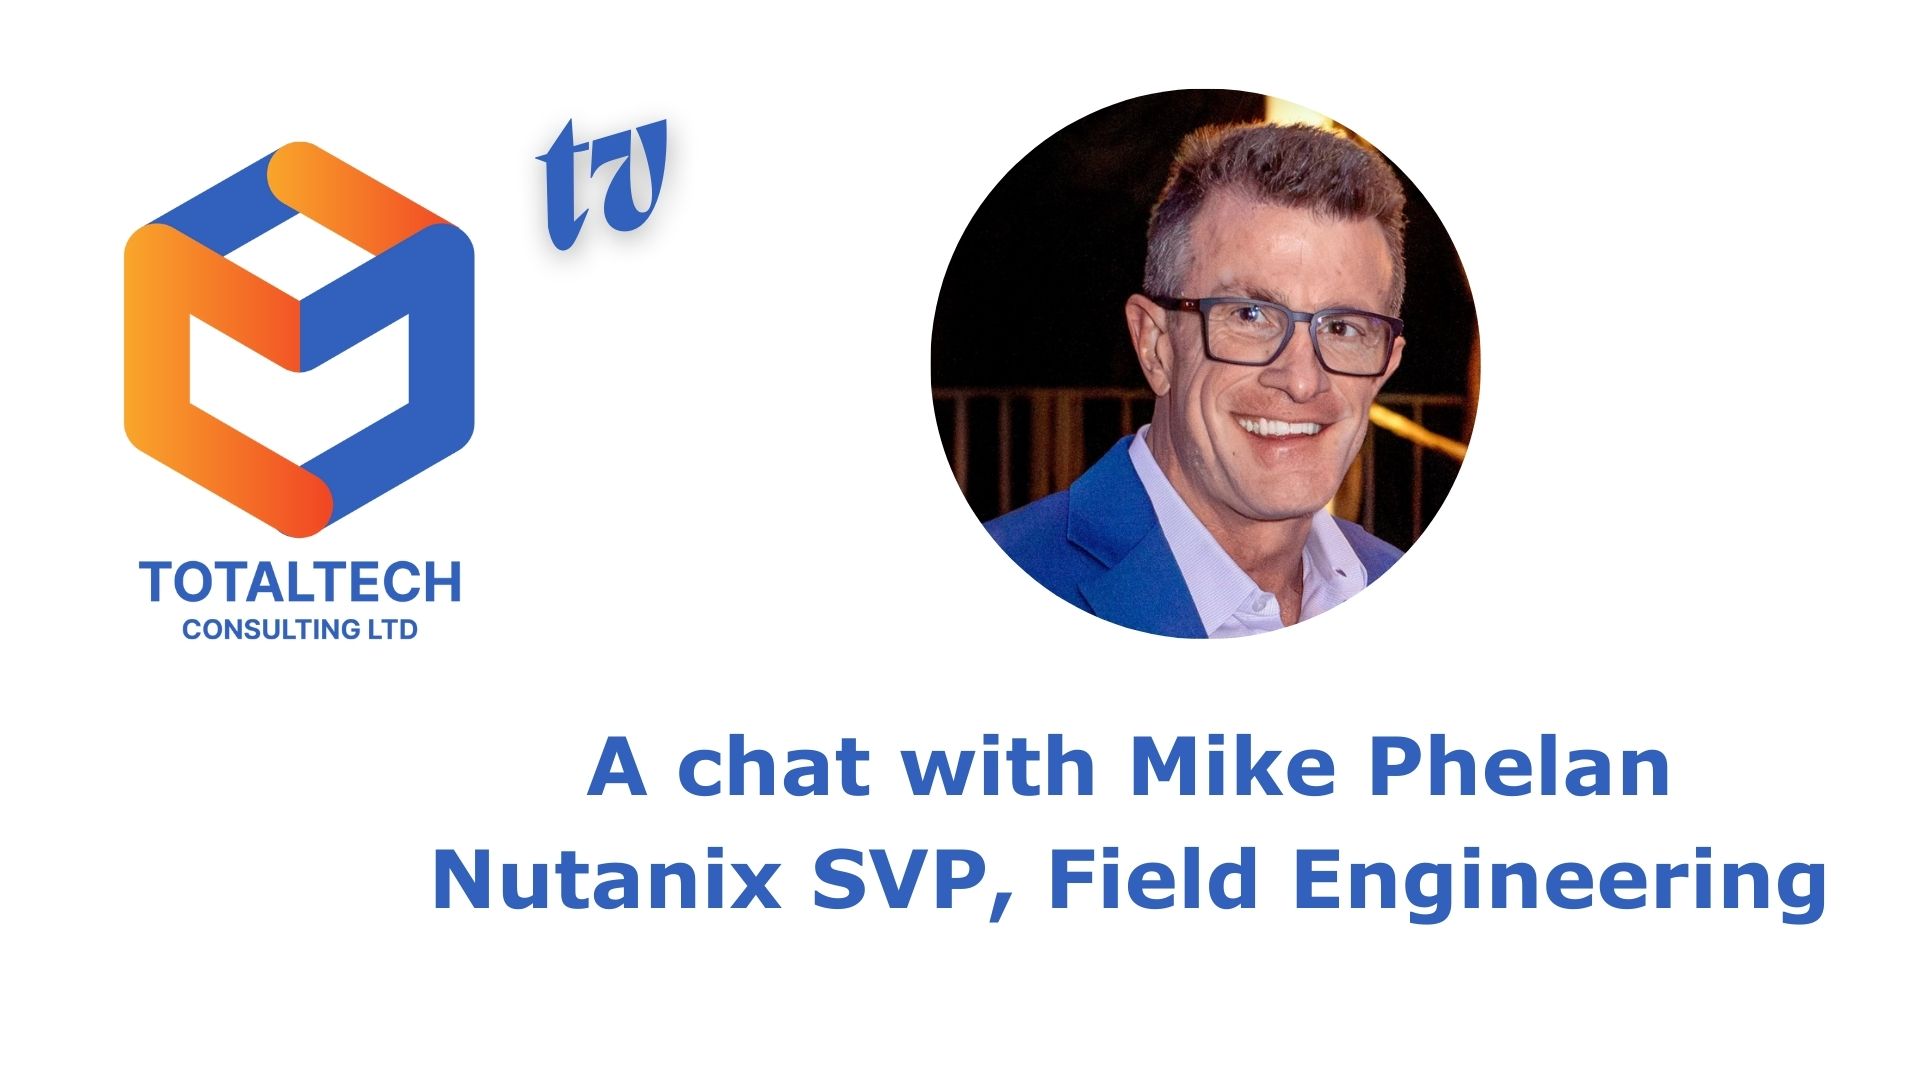 tv
TOTALTECH
CONSULTING LTD
A chat with Mike Phelan
Nutanix SVP, Field Engineering